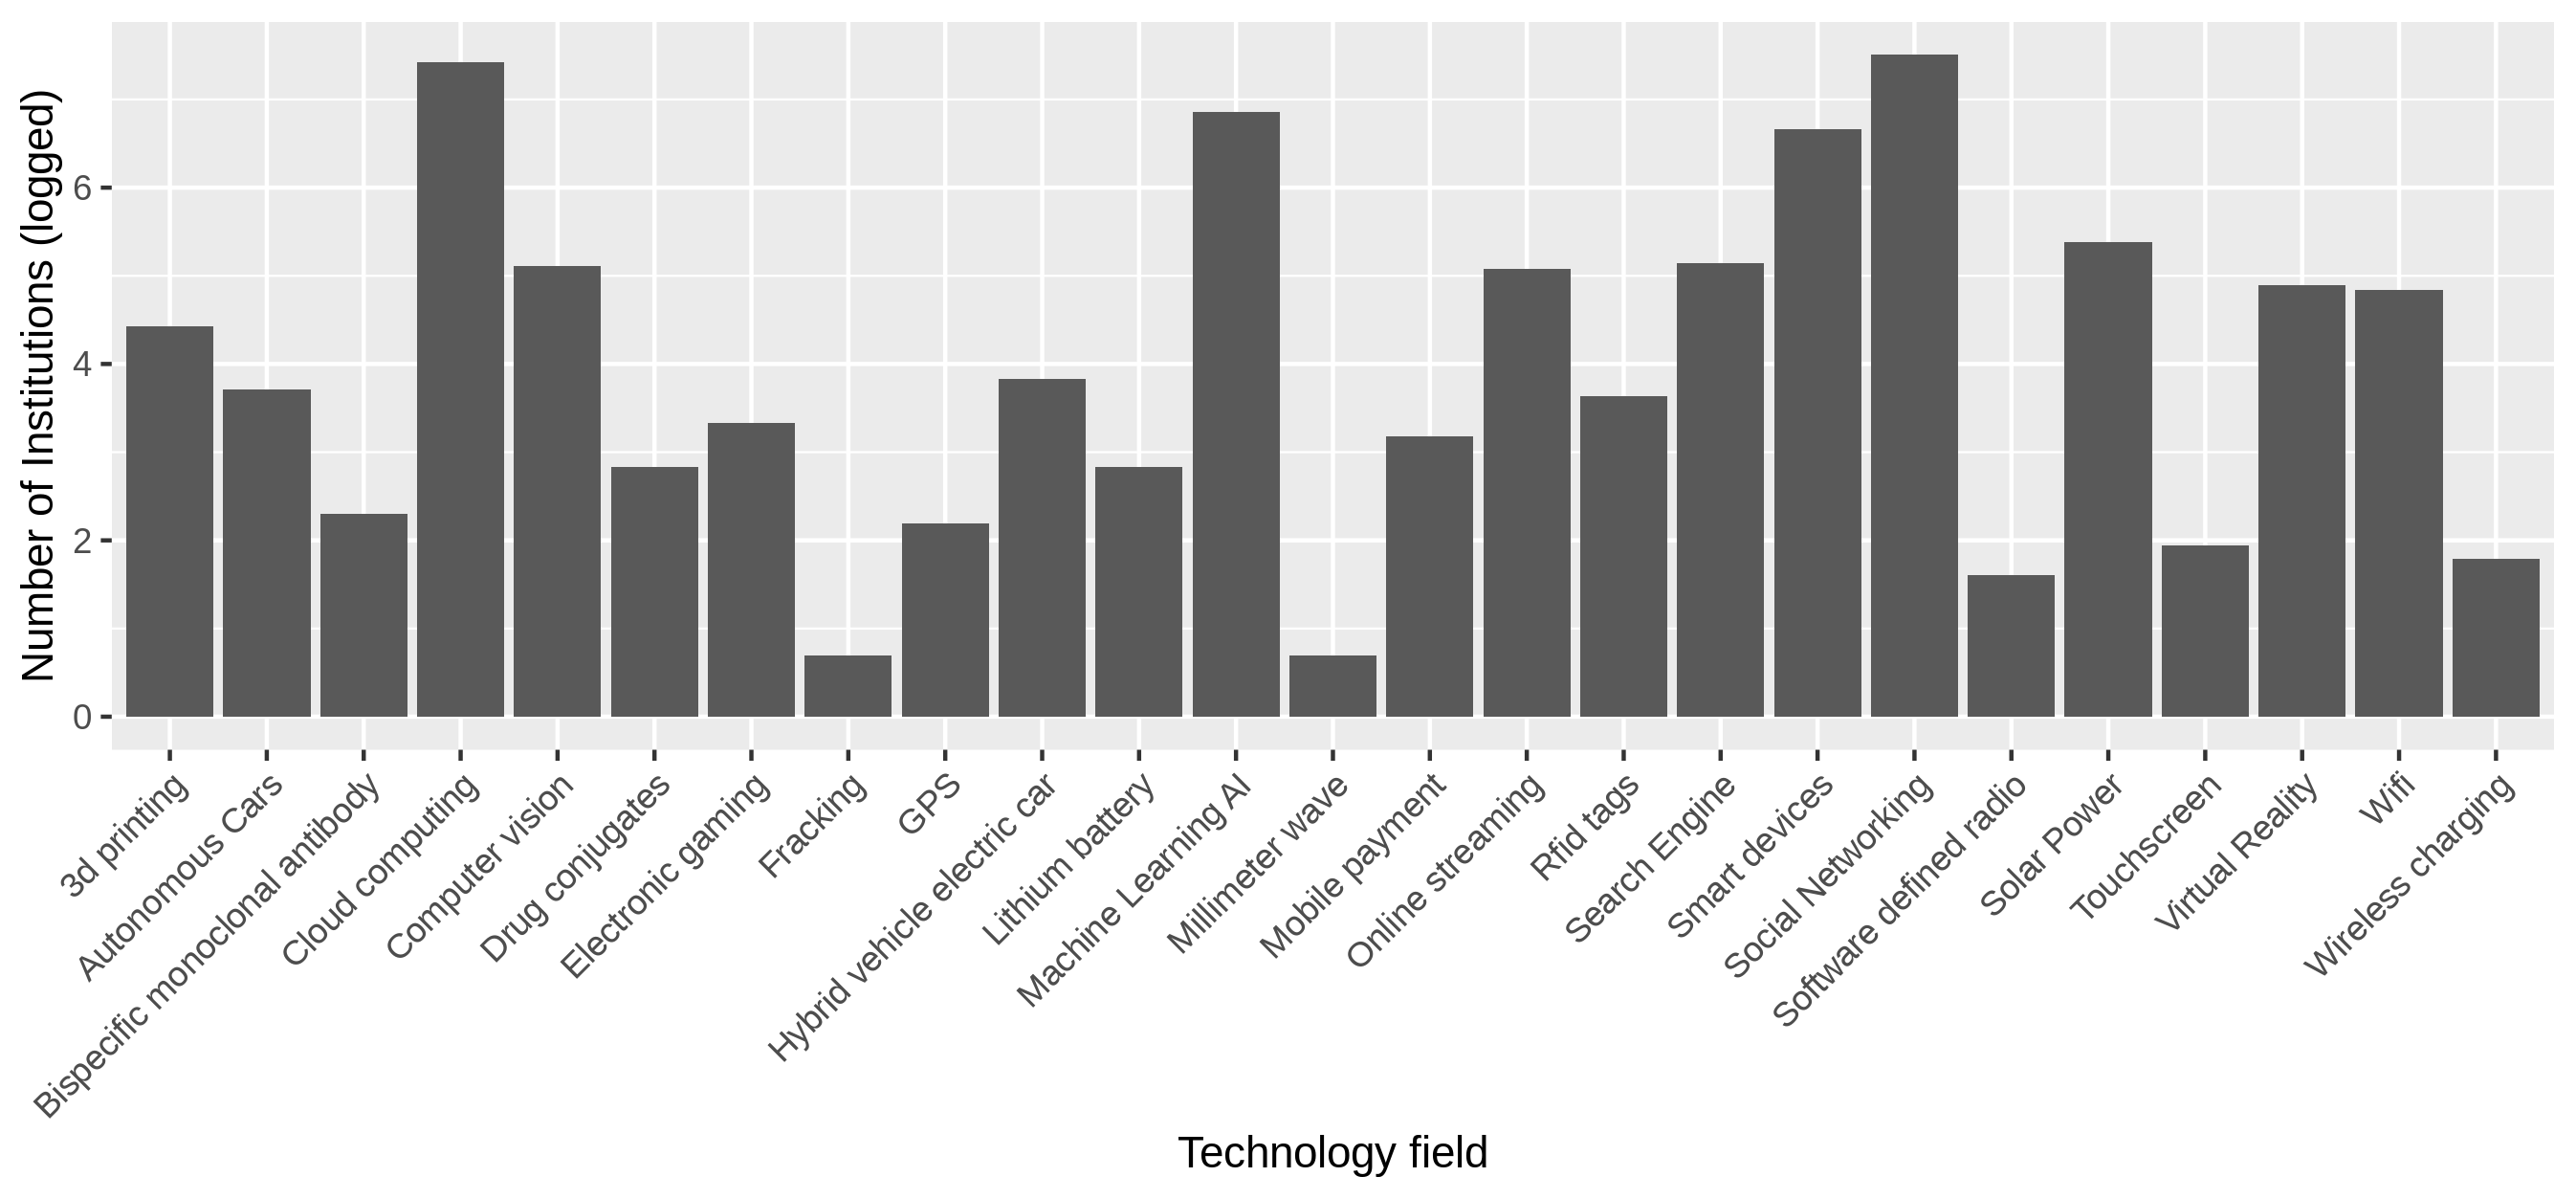 Number of Institutions (logged)
6
4
2
0
3d printing
Autonomous Cars
Bispecific monoclonal antibody
Cloud computing
Computer vision
Drug conjugates
Electronic gaming
Fracking
GPS
Hybrid vehicle electric car
Lithium battery
Machine Learning AI
Millimeter wave
Mobile payment
Online streaming
Rfid tags
Search Engine
Smart devices
Social Networking
Software defined radio
Solar Power
Touchscreen
Virtual Reality
Wifi
Wireless charging
Technology field